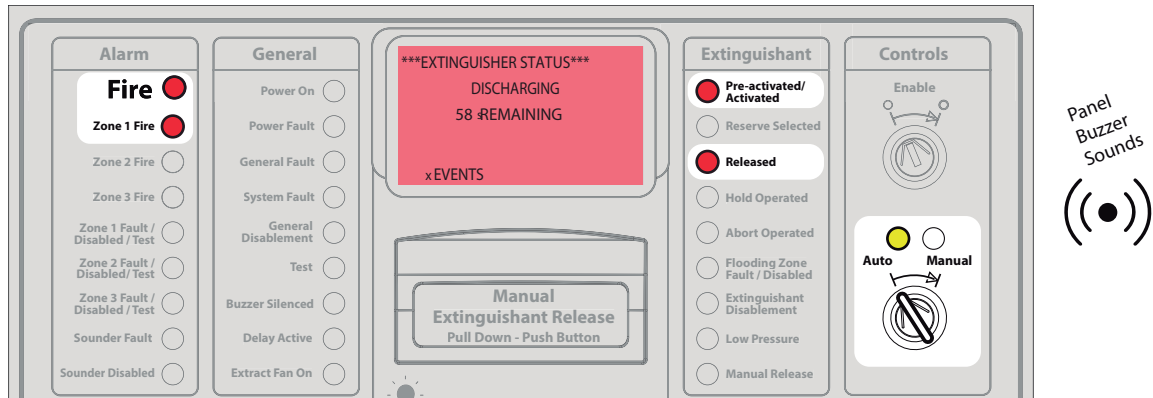 Alarm
Fire
Zone 1 Fire
Zone 2 Fire
Zone 3 Fire
Zone 1 Fault /
Disabled / Test
Zone 2 Fault /
Disabled/ Test
Zone 3 Fault /
Disabled / Test
Sounder Fault
Sounder Disabled
General
Power On
Power Fault
General Fault
System Fault
General
Disablement
Test
Buzzer Silenced
Delay Active
Extract Fan On
***EXTINGUISHER STATUS***
DISCHARGING
58 s REMAINING
x EVENTS
Manual
Extinguishant Release
Pull Down - Push Button
Extinguishant
Pre-activated/
Activated
Reserve Selected
Released
Hold Operated
Abort Operated
Flooding Zone
Fault / Disabled
Extinguishant
Disablement
Low Pressure
Manual Release
Controls
Enable
Auto Manual
Panel
Buzzer
Sounds